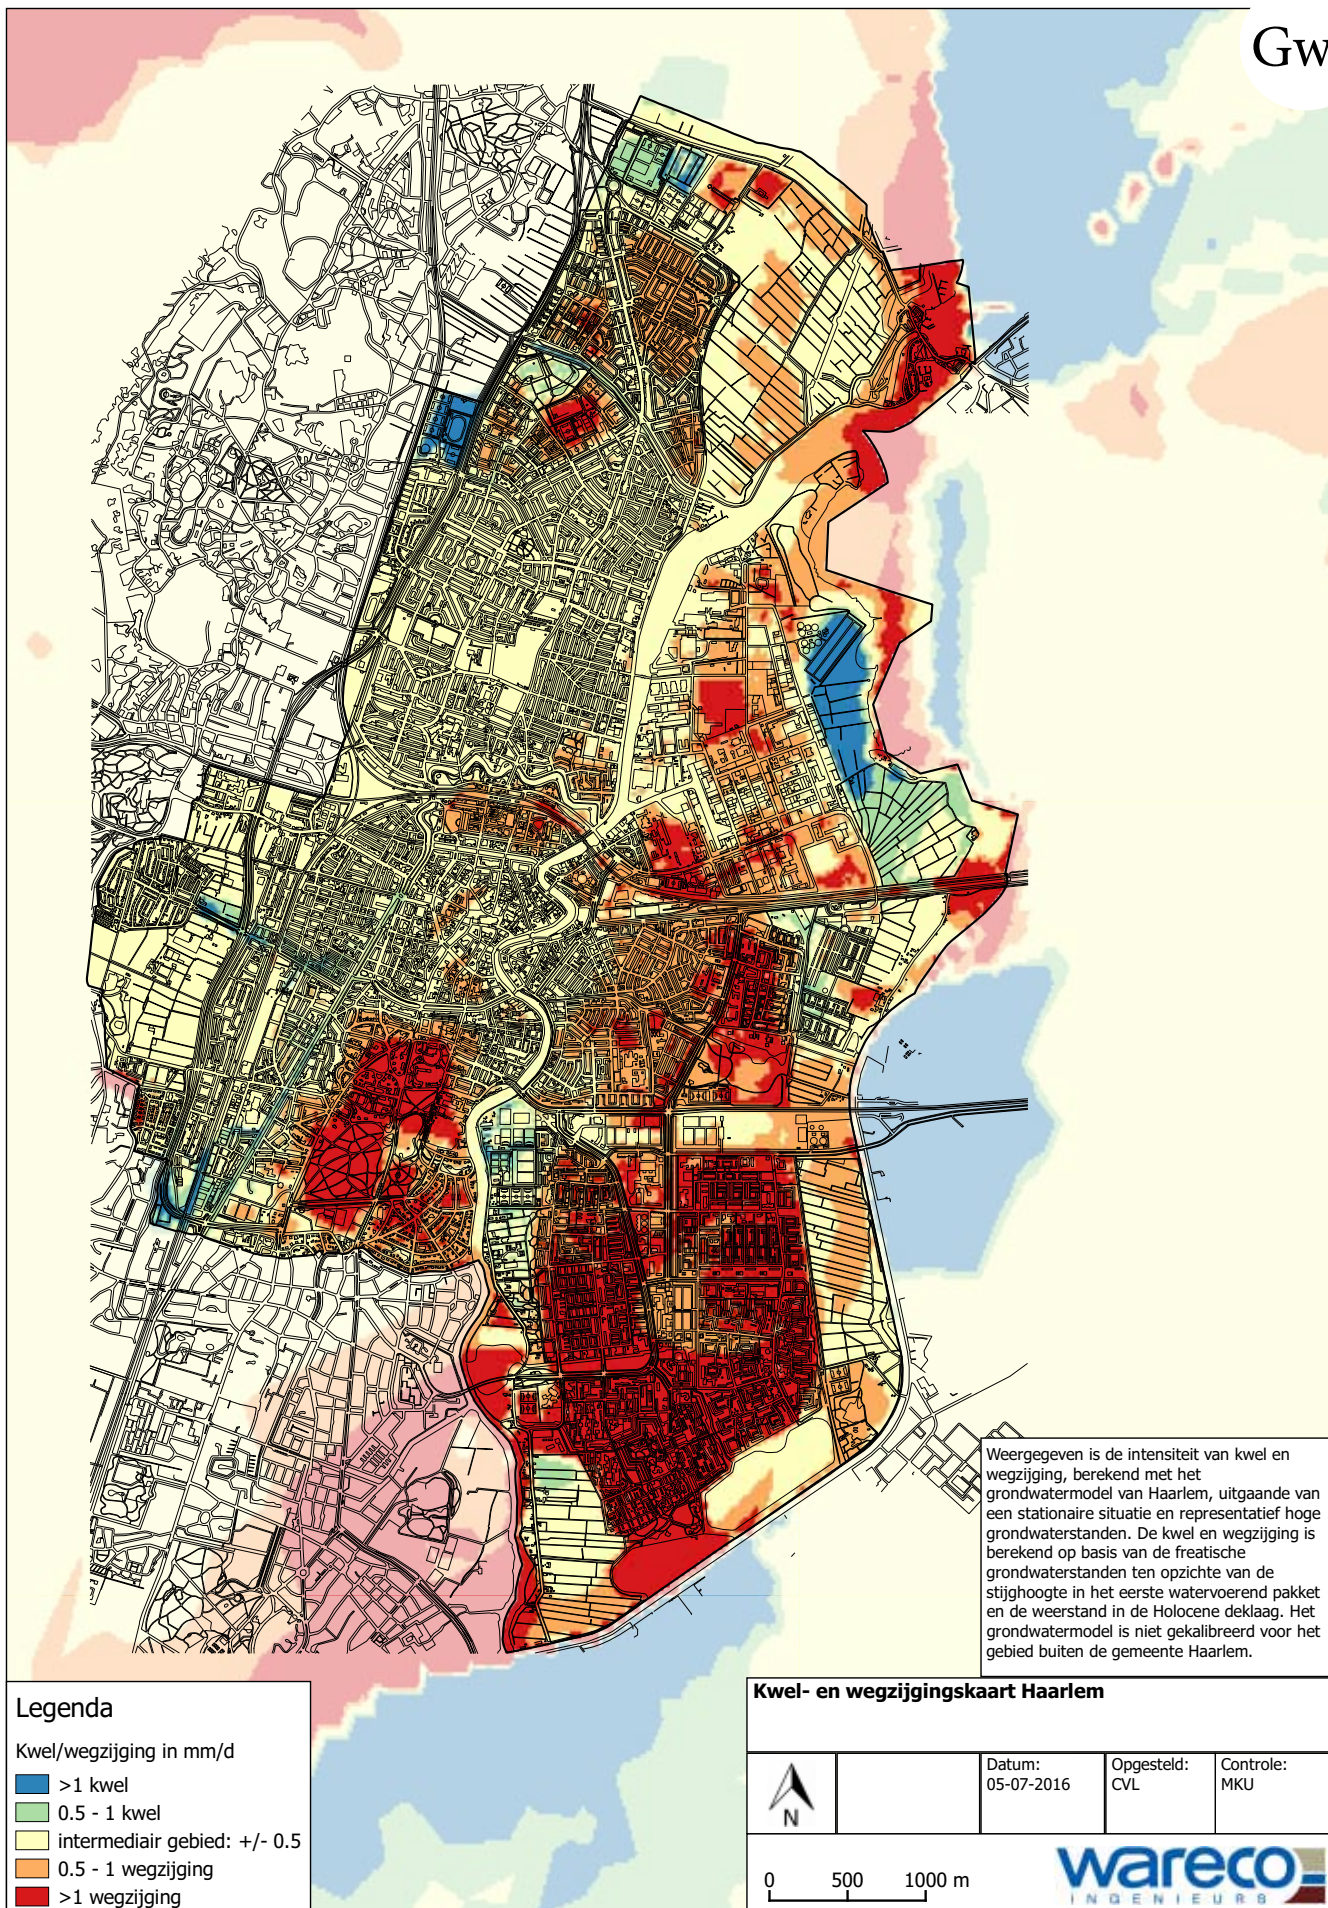 Gw
Weergegeven is de intensiteit van kwel en
wegzijging, berekend met het
grondwatermodel van Haarlem, uitgaande van
een stationaire situatie en representatief hoge
grondwaterstanden. De kwel en wegzijging is
berekend op basis van de freatische
grondwaterstanden ten opzichte van de
stijghoogte in het eerste watervoerend pakket
en de weerstand in de Holocene deklaag. Het
grondwatermodel is niet gekalibreerd voor het
gebied buiten de gemeente Haarlem.
Legenda
Kwel/wegzijging in mm/d
>1 kwel
0.5 - 1 kwel
intermediair gebied: +/- 0.5
0.5 - 1 wegzijging
>1 wegzijging
Kwel- en wegzijgingskaart Haarlem
N
Datum:
05-07-2016
Opgesteld:
CVL
Controle:
MKU
0 500 1000 m
wareco
INGENIEURS